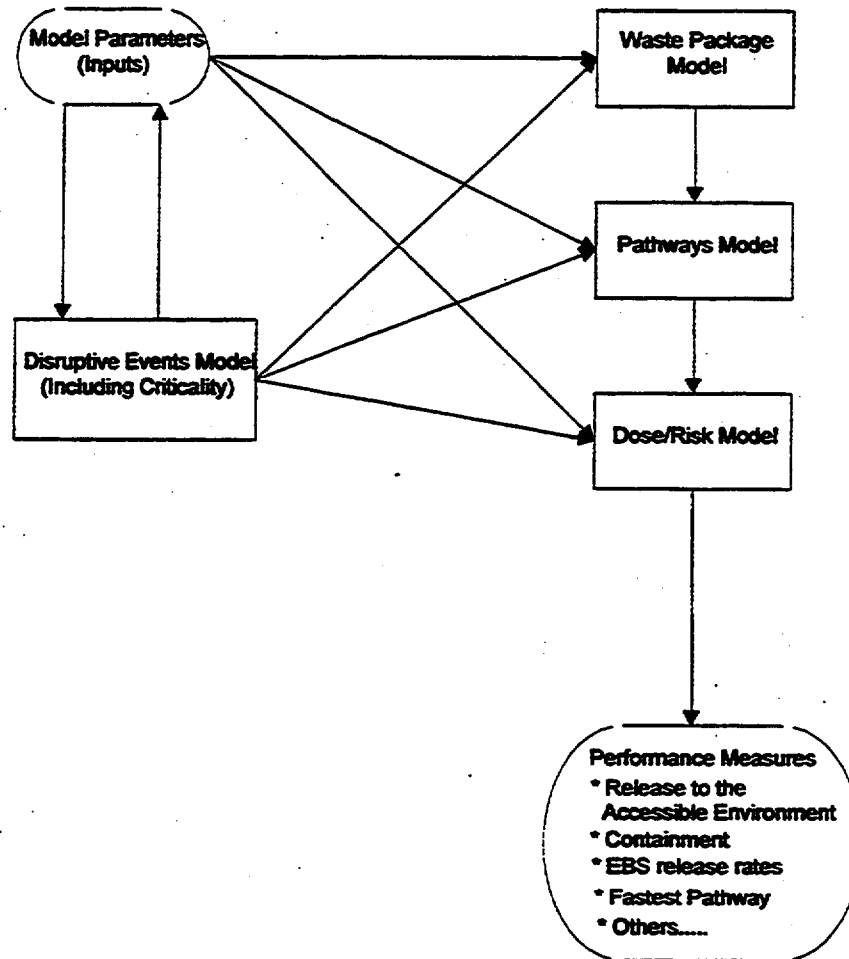 Model Parameters
(Inputs)
Waste Package
Model
Pathways Model
Disruptive Events Model
(Including Criticality)
Dose/Risk Model
Performance Measures
* Release to the
Accessible Environment
* Containment
* EBS release rates
* Fastest Pathway
* Others.....